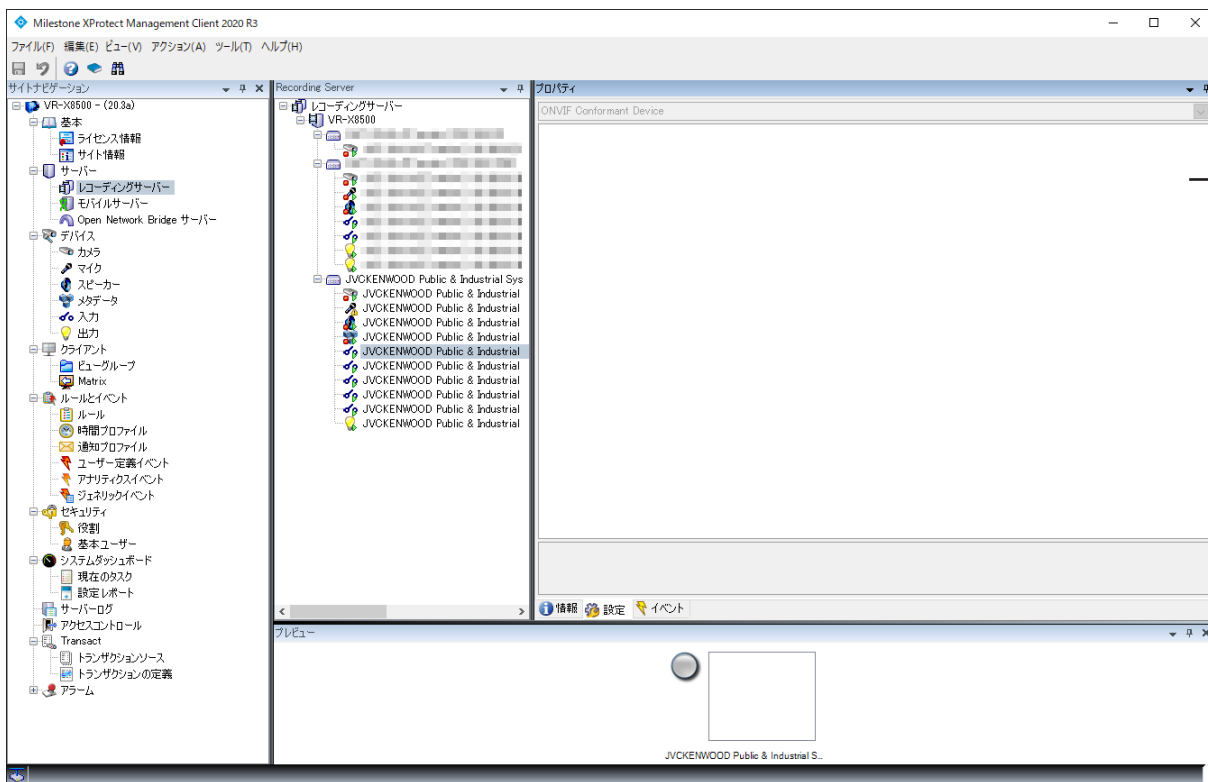 Milestone XProtect Management Client 2020 R3
ファイル(F) 編集(E) ビュー(V) アクション(A) ツール(T) ヘルプ(H)
サイトナビゲーション
VR-X8500 - (20.3a)
基本
ライセンス情報
サイト情報
サーバー
レコーディングサーバー
モバイルサーバー
Open Network Bridge サーバー
デバイス
カメラ
マイク
スピーカー
メタデータ
入力
出力
クライアント
ビューグループ
Matrix
ルールとイベント
ルール
時間プロファイル
通知プロファイル
ユーザー定義イベント
アナリティクスイベント
ジェネリックイベント
セキュリティ
役割
基本ユーザー
システムダッシュボード
現在のタスク
設定レポート
サーバーログ
アクセスコントロール
Transact
トランザクションソース
トランザクションの定義
アラーム
Recording Server
レコーディングサーバー
VR-X8500
JVCKENWOOD Public & Industrial Sys
JVCKENWOOD Public & Industrial
JVCKENWOOD Public & Industrial
JVCKENWOOD Public & Industrial
JVCKENWOOD Public & Industrial
JVCKENWOOD Public & Industrial
JVCKENWOOD Public & Industrial
JVCKENWOOD Public & Industrial
JVCKENWOOD Public & Industrial
JVCKENWOOD Public & Industrial
JVCKENWOOD Public & Industrial
プロパティ
ONVIF Conformant Device
情報 設定 イベント
プレビュー
JVCKENWOOD Public & Industrial S...